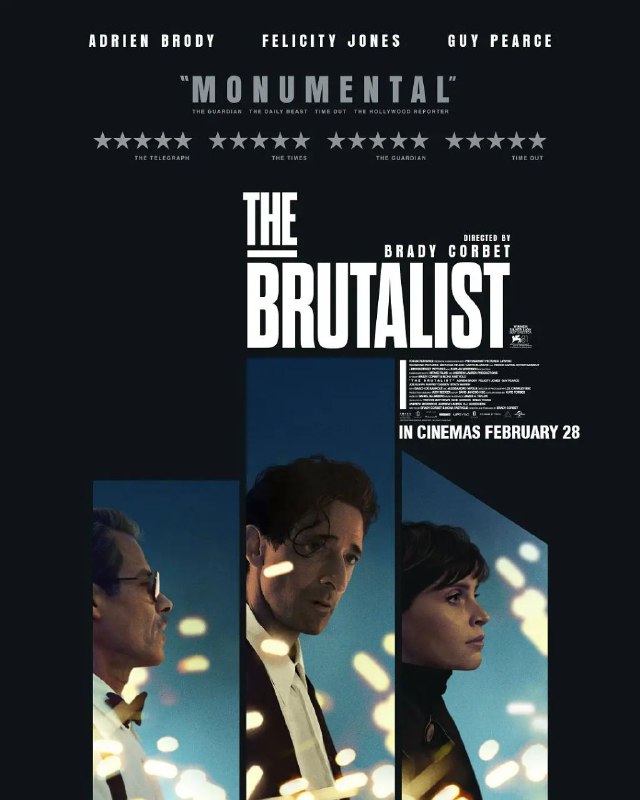 ADRIEN BRODY FELICITY JONES GUY PEARCE
"MONUMENTAL"
THE GUARDIAN THE DAILY BEAST TIME OUT THE HOLLYWOOD REPORTER
★★★★★ ★★★★★ ★★★★★ ★★★★★
THE TELEGRAPH THE TIMES THE GUARDIAN TIME OUT
THE
DIRECTED BY
BRADY CORBET
BRUTALIST
IN CINEMAS FEBRUARY 28